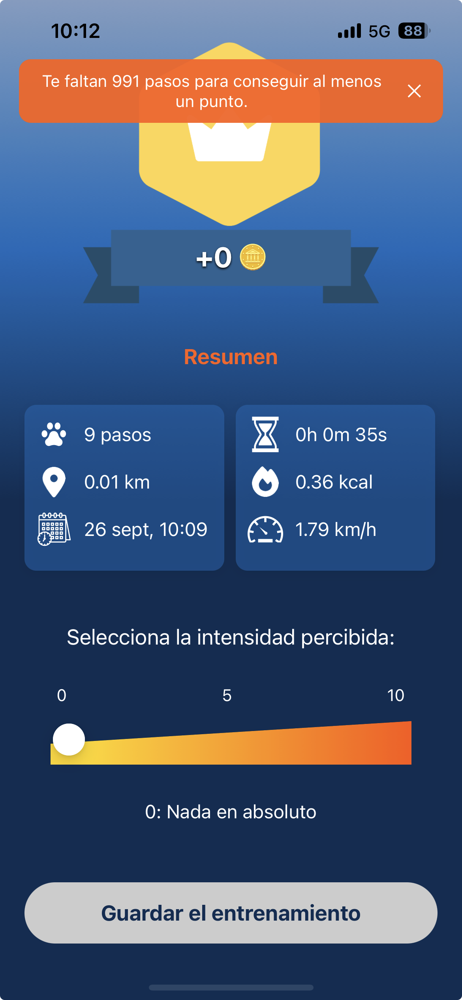 10:12
5G
88
Te faltan 991 pasos para conseguir al menos
un punto.
+0
Resumen
9 pasos
0.01 km
26 sept, 10:09
0h 0m 35s
0.36 kcal
1.79 km/h
Selecciona la intensidad percibida:
0 5 10
0: Nada en absoluto
Guardar el entrenamiento